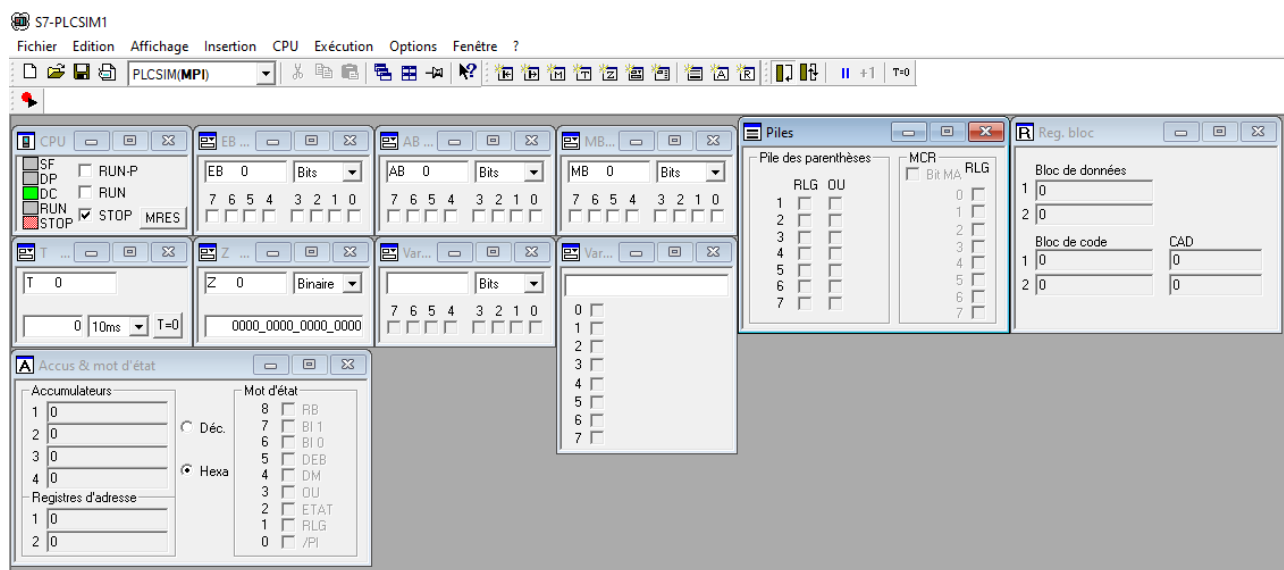 S7-PLCSIM1
Fichier Edition Affichage Insertion CPU Exécution Options Fenêtre ?
PLCSIM(MPI)
+1 T=0
CPU
SF
DP
DC
RUN
STOP
RUN-P
RUN
STOP
MRES
EB ...
EB 0 Bits
7 6 5 4 3 2 1 0
AB ...
AB 0 Bits
7 6 5 4 3 2 1 0
MB...
MB 0 Bits
7 6 5 4 3 2 1 0
Piles
Pile des parenthèses
RLG OU
1
2
3
4
5
6
7
MCR
Bit MA RLG
0
1
2
3
4
5
6
7
R Reg. bloc
Bloc de données
1 0
2 0
Bloc de code CAD
1 0 0
2 0 0
T ...
T 0
0 10ms T=0
Z ...
Z 0 Binaire
0000_0000_0000_0000
Var...
Bits
7 6 5 4 3 2 1 0
Var...
0
1
2
3
4
5
6
7
A Accus & mot d'état
Accumulateurs
1 0
2 0
3 0
4 0
Registres d'adresse
1 0
2 0
Déc.
Hexa
Mot d'état
8 RB
7 BI 1
6 BI 0
5 DEB
4 DM
3 OU
2 ETAT
1 RLG
0 /PI